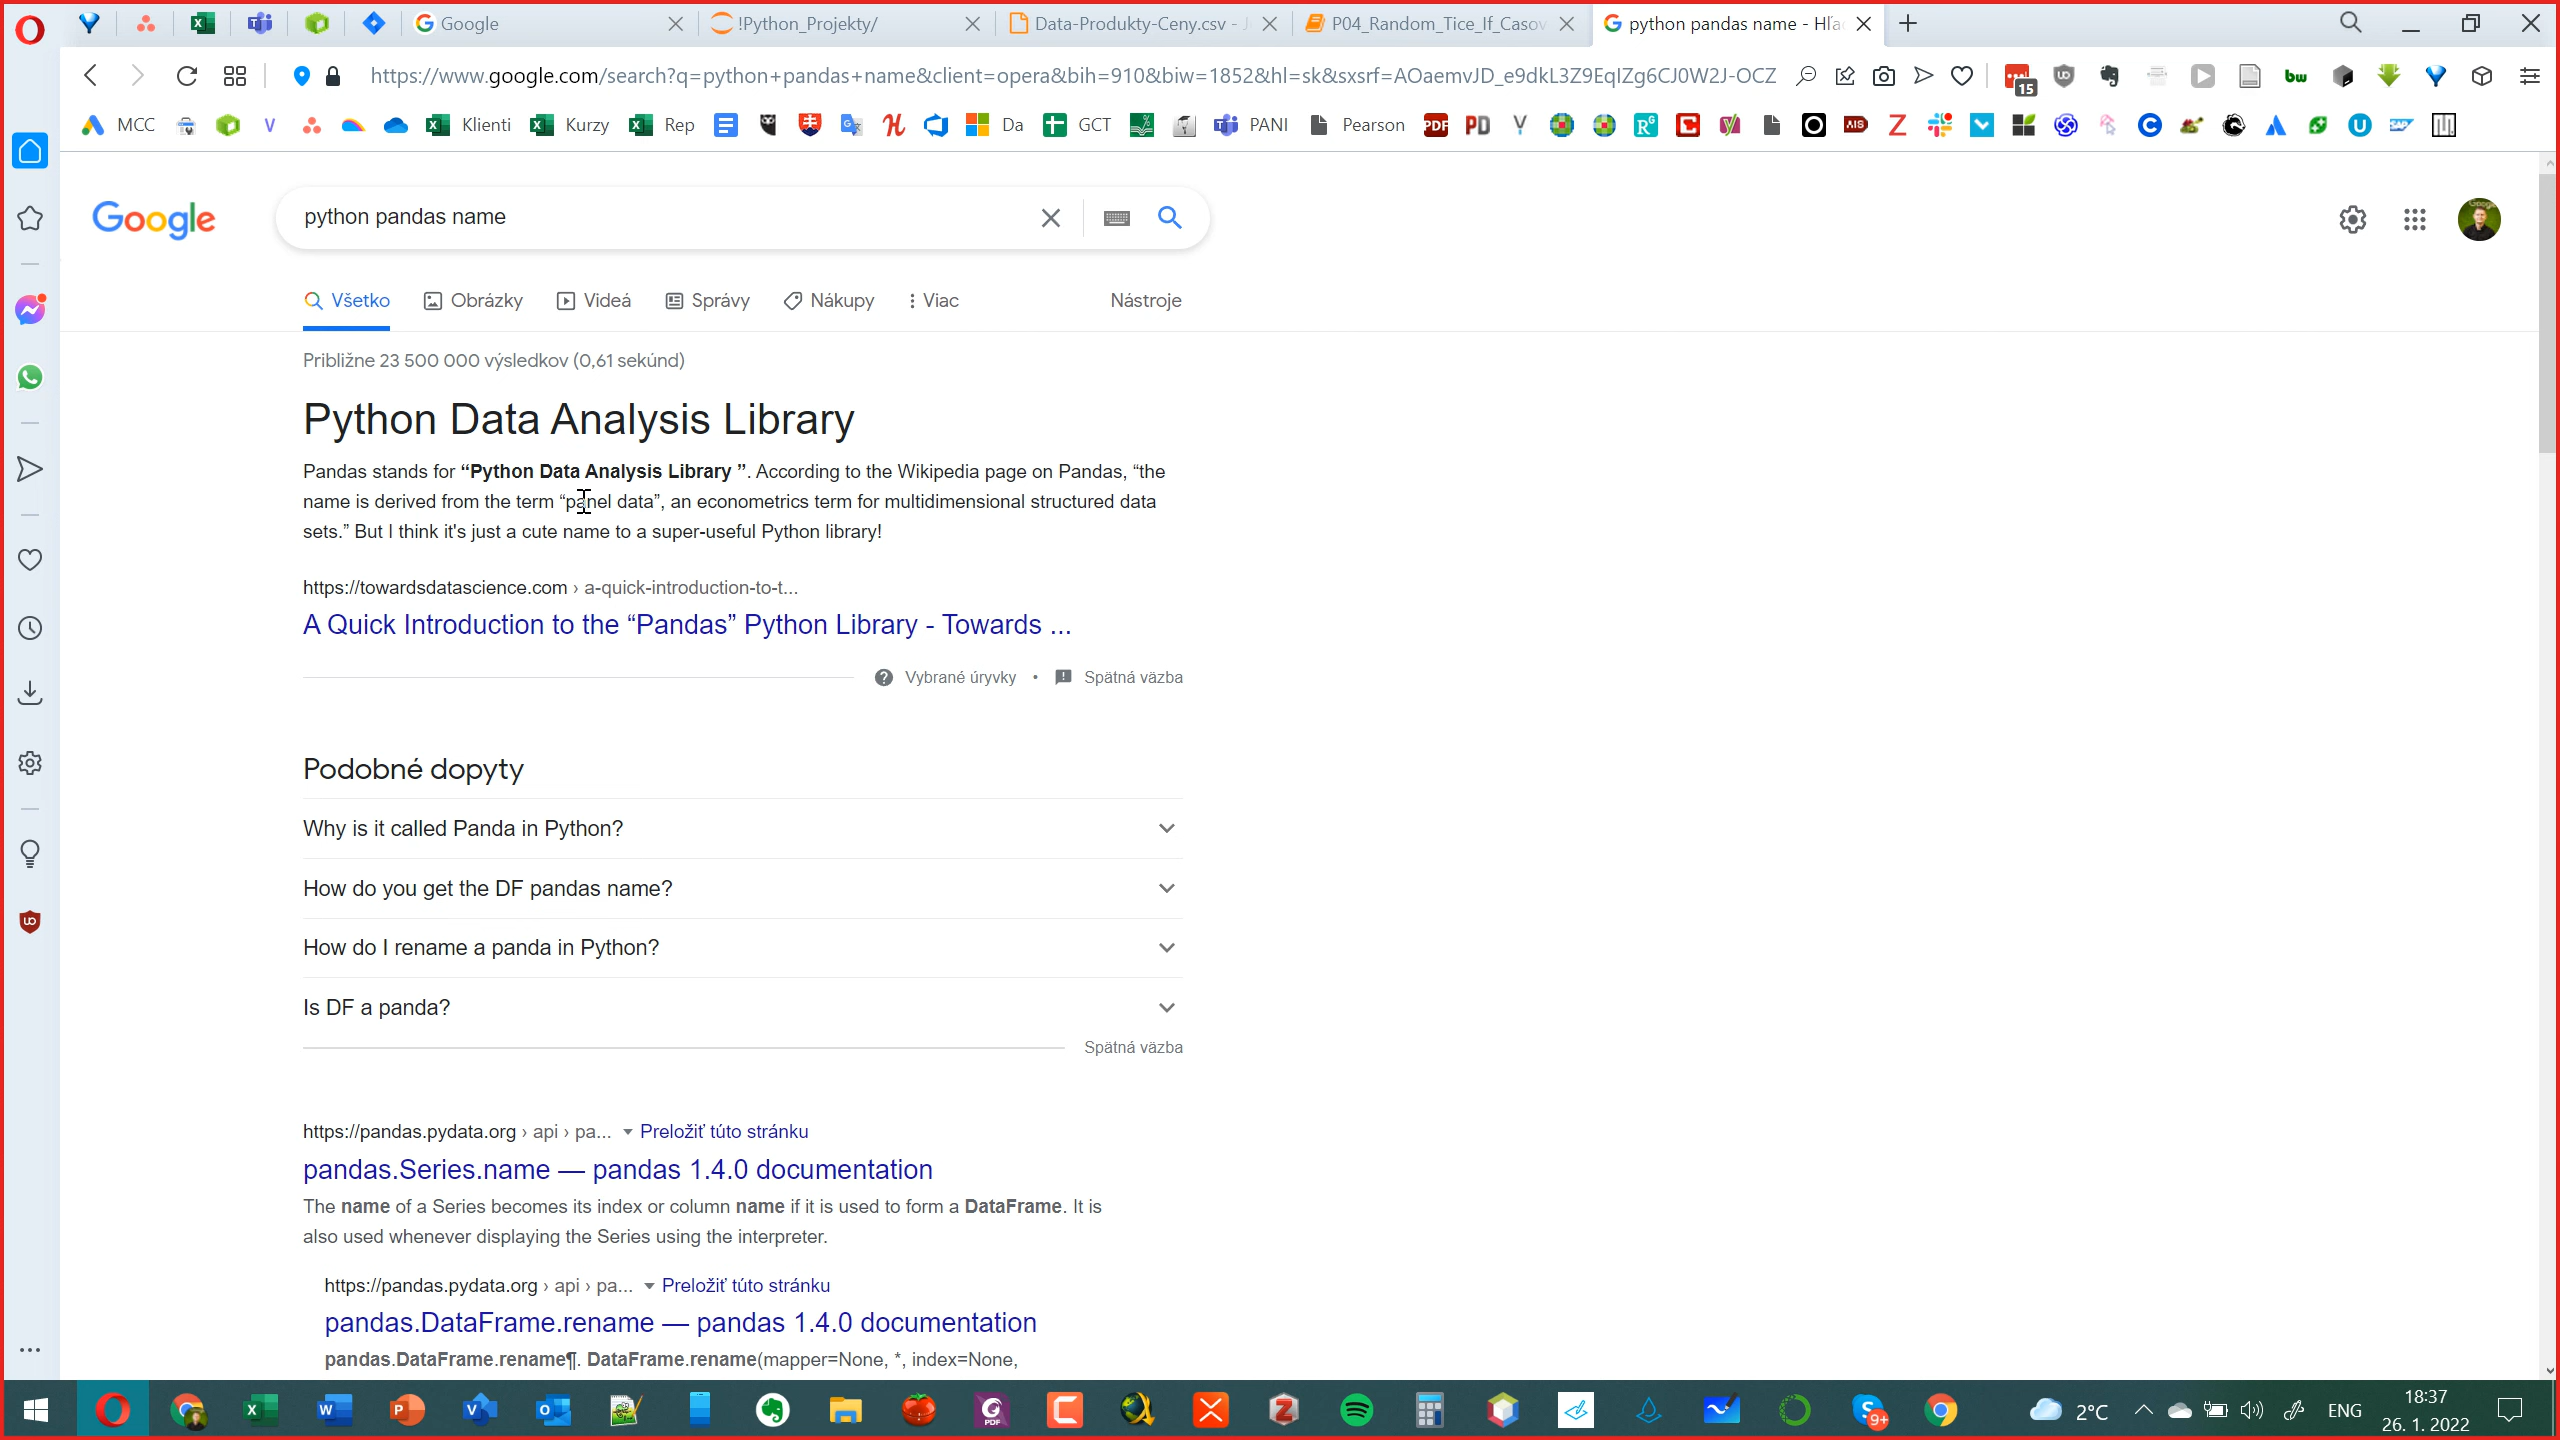 Google
!Python_Projekty/
Data-Produkty-Ceny.csv - J
P04_Random_Tice_If_Casov
python pandas name - Hľa
https://www.google.com/search?q=python+pandas+name&client=opera&bih=910&biw=1852&hl=sk&sxsrf=AOaemvJD_e9dkL3Z9EqIZg6CJ0W2J-OCZ
15
bw
MCC
V
Klienti
Kurzy
Rep
Da
GCT
PANI
Pearson
PDF
PD
AIS
SAP
Google
python pandas name
Všetko
Obrázky
Videá
Správy
Nákupy
Viac
Nástroje
Približne 23 500 000 výsledkov (0,61 sekúnd)
Python Data Analysis Library
Pandas stands for “Python Data Analysis Library ”. According to the Wikipedia page on Pandas, “the
name is derived from the term “panel data”, an econometrics term for multidimensional structured data
sets.” But I think it's just a cute name to a super-useful Python library!
https://towardsdatascience.com › a-quick-introduction-to-t...
A Quick Introduction to the “Pandas” Python Library - Towards ...
Vybrané úryvky • Spätná väzba
Podobné dopyty
Why is it called Panda in Python?
How do you get the DF pandas name?
How do I rename a panda in Python?
Is DF a panda?
Spätná väzba
https://pandas.pydata.org › api › pa... Preložiť túto stránku
pandas.Series.name — pandas 1.4.0 documentation
The name of a Series becomes its index or column name if it is used to form a DataFrame. It is
also used whenever displaying the Series using the interpreter.
https://pandas.pydata.org › api › pa... Preložiť túto stránku
pandas.DataFrame.rename — pandas 1.4.0 documentation
pandas.DataFrame.rename¶. DataFrame.rename(mapper=None, *, index=None,
9+
2°C
ENG
18:37
26. 1. 2022